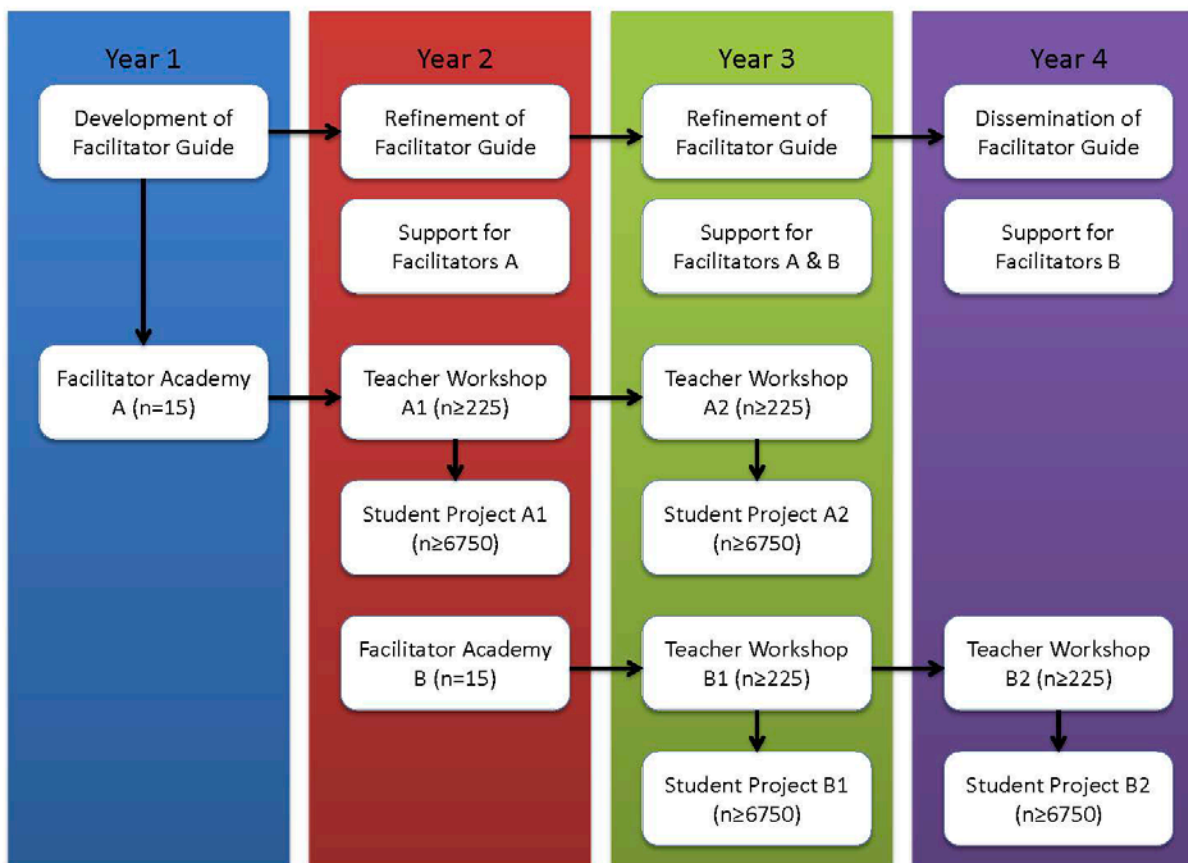 Year 1
Development of
Facilitator Guide
Facilitator Academy
A (n=15)
Year 2
Refinement of
Facilitator Guide
Support for
Facilitators A
Teacher Workshop
A1 (n≥225)
Student Project A1
(n≥6750)
Facilitator Academy
B (n=15)
Year 3
Refinement of
Facilitator Guide
Support for
Facilitators A & B
Teacher Workshop
A2 (n≥225)
Student Project A2
(n≥6750)
Teacher Workshop
B1 (n≥225)
Student Project B1
(n≥6750)
Year 4
Dissemination of
Facilitator Guide
Support for
Facilitators B
Teacher Workshop
B2 (n≥225)
Student Project B2
(n≥6750)